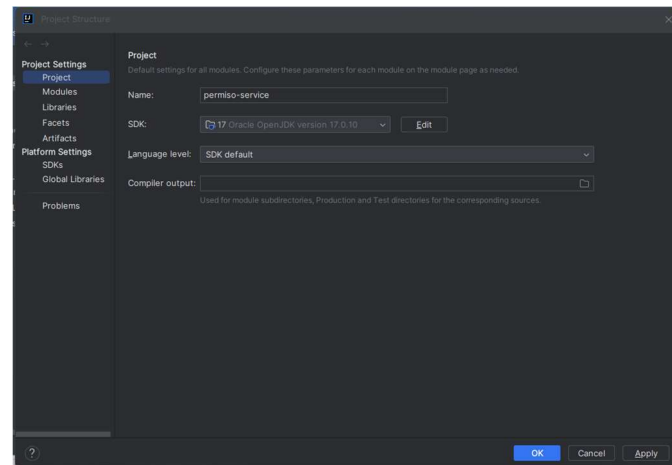 Project Structure
Project Settings
Project
Modules
Libraries
Facets
Artifacts
Platform Settings
SDKs
Global Libraries
Problems
Project
Default settings for all modules. Configure these parameters for each module on the module page as needed.
Name: permiso-service
SDK: 17 Oracle OpenJDK version 17.0.10 Edit
Language level: SDK default
Compiler output:
Used for module subdirectories, Production and Test directories for the corresponding sources.
? OK Cancel Apply